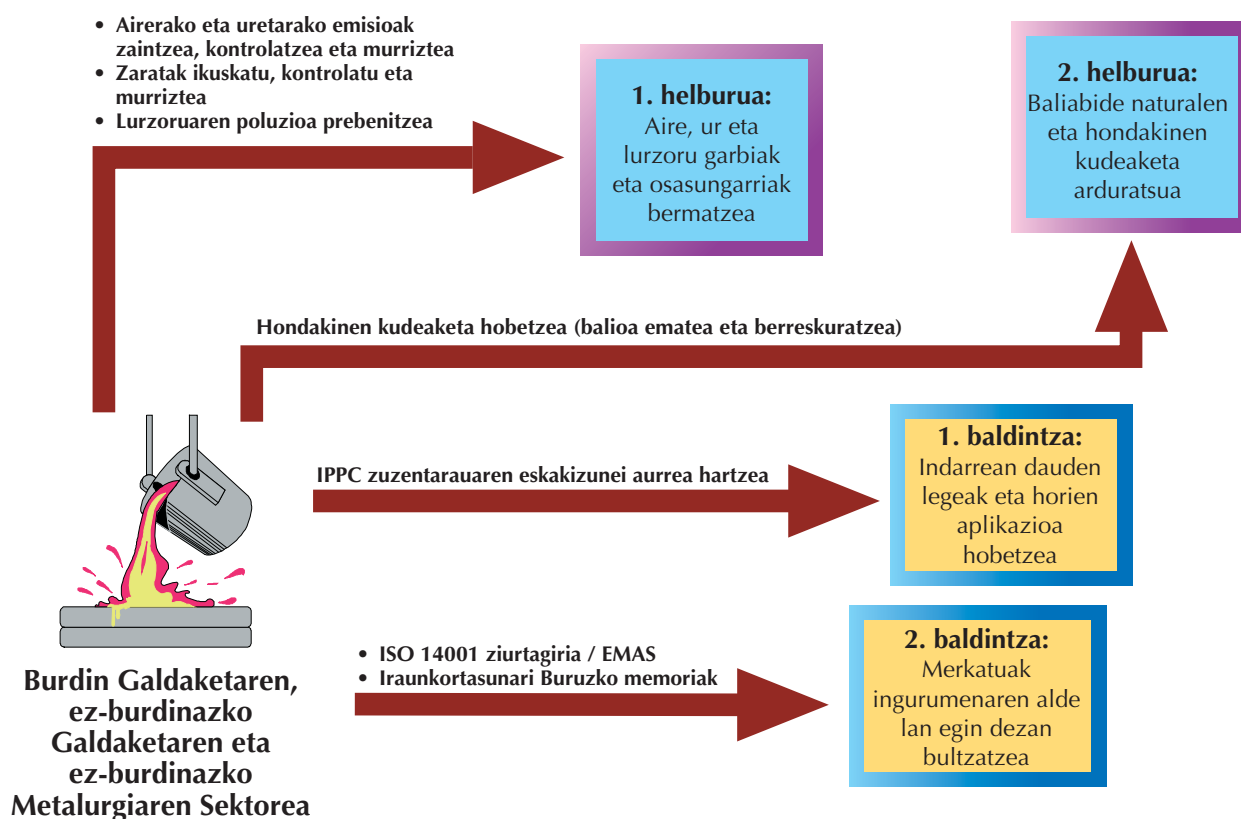 • Airerako eta uretarako emisioak
zaintzea, kontrolatzea eta murriztea
• Zaratak ikuskatu, kontrolatu eta
murriztea
• Lurzoruaren poluzioa prebenitzea
1. helburua:
Aire, ur eta
lurzoru garbiak
eta osasungarriak
bermatzea
2. helburua:
Baliabide naturalen
eta hondakinen
kudeaketa
arduratsua
Hondakinen kudeaketa hobetzea (balioa ematea eta berreskuratzea)
IPPC zuzentarauaren eskakizunei aurrea hartzea
1. baldintza:
Indarrean dauden
legeak eta horien
aplikazioa
hobetzea
• ISO 14001 ziurtagiria / EMAS
• Iraunkortasunari Buruzko memoriak
2. baldintza:
Merkatuak
ingurumenaren alde
lan egin dezan
bultzatzea
Burdin Galdaketaren,
ez-burdinazko
Galdaketaren eta
ez-burdinazko
Metalurgiaren Sektorea